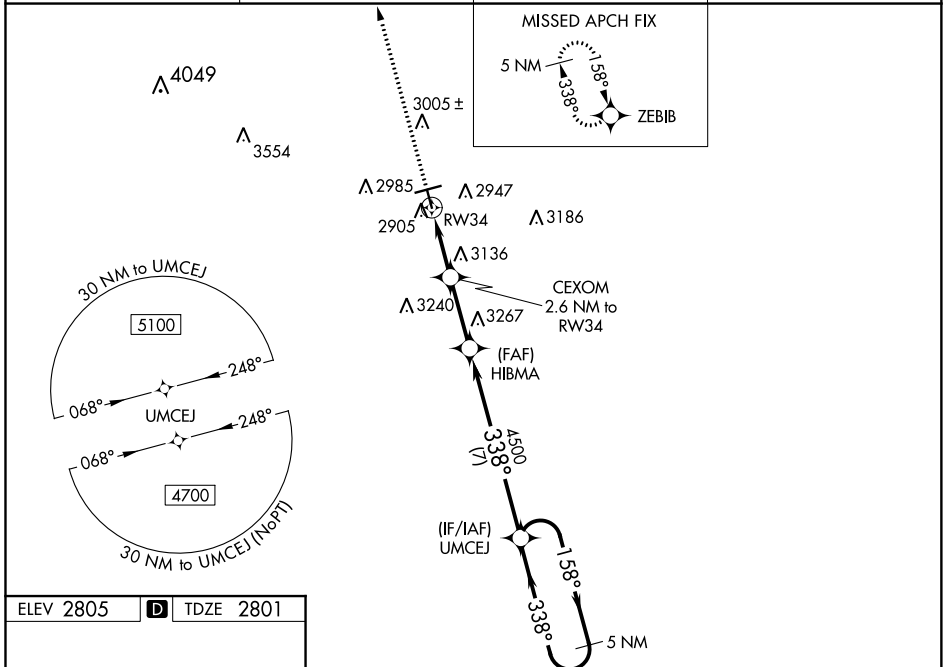 MISSED APCH FIX
5 NM
158°
338°
ZEBIB
4049
3554
3005 ±
2985
2947
2905
RW34
3186
3136
CEXOM
2.6 NM to
RW34
3240
3267
(FAF)
HIBMA
30 NM to UMCEJ
5100
248°
068°
UMCEJ
248°
068°
4700
30 NM to UMCEJ (NoPT)
4500
338°
(7)
(IF/IAF)
UMCEJ
158°
338°
5 NM
ELEV 2805 D TDZE 2801